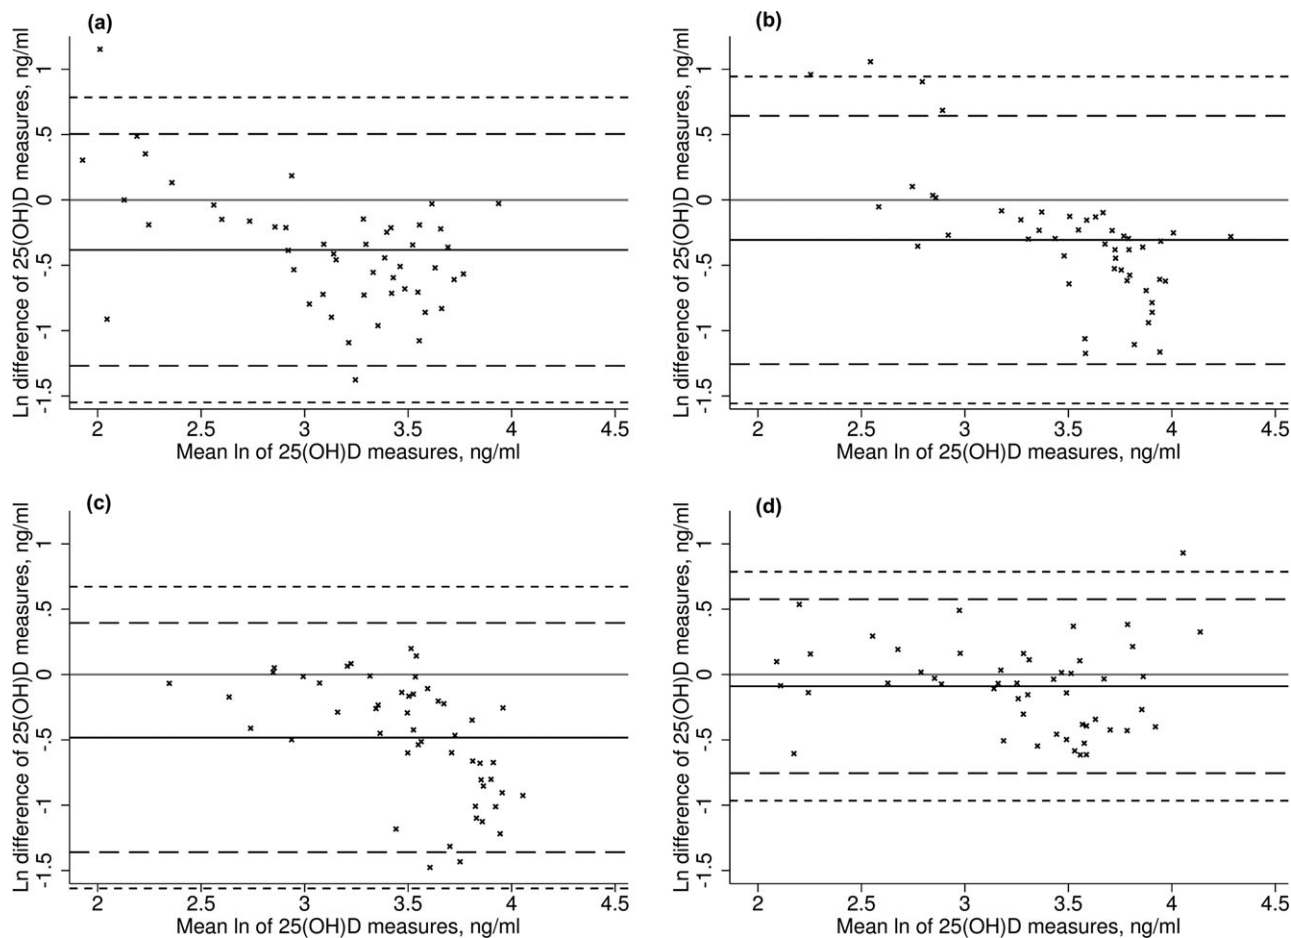 (a)
Ln difference of 25(OH)D measures, ng/ml
1
.5
0
-.5
-1
-1.5
2 2.5 3 3.5 4 4.5
Mean ln of 25(OH)D measures, ng/ml
(b)
Ln difference of 25(OH)D measures, ng/ml
1
.5
0
-.5
-1
-1.5
2 2.5 3 3.5 4 4.5
Mean ln of 25(OH)D measures, ng/ml
(c)
Ln difference of 25(OH)D measures, ng/ml
1
.5
0
-.5
-1
-1.5
2 2.5 3 3.5 4 4.5
Mean ln of 25(OH)D measures, ng/ml
(d)
Ln difference of 25(OH)D measures, ng/ml
1
.5
0
-.5
-1
-1.5
2 2.5 3 3.5 4 4.5
Mean ln of 25(OH)D measures, ng/ml